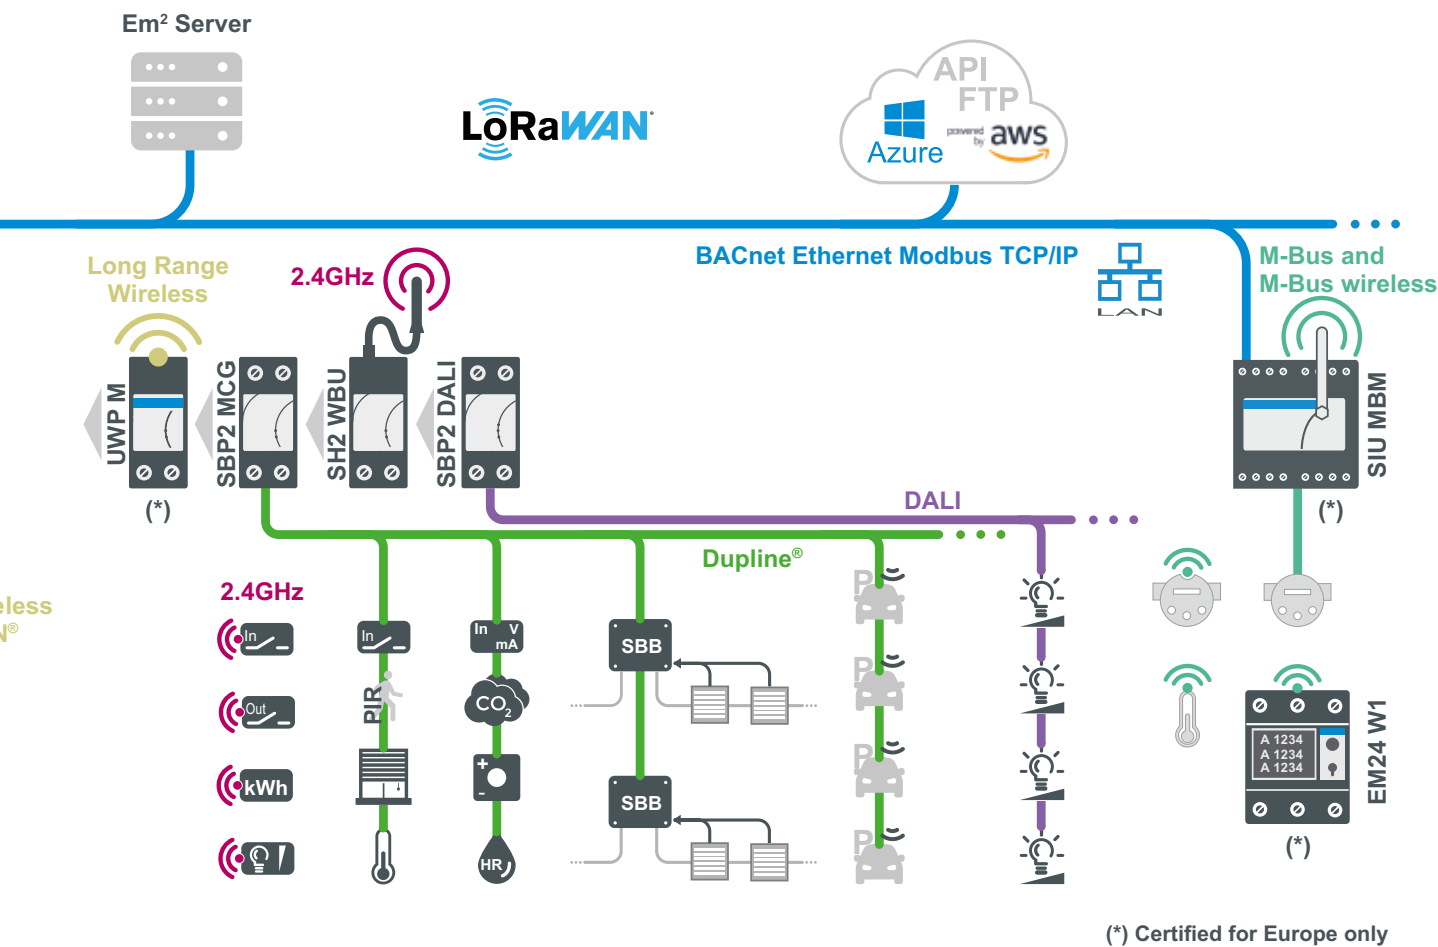 Em² Server
LoRaWAN
API
FTP
Azure
powered
by aws
BACnet Ethernet Modbus TCP/IP
LAN
M-Bus and
M-Bus wireless
Long Range
Wireless
2.4GHz
UWP M
SBP2 MCG
SH2 WBU
SBP2 DALI
SIU MBM
(*)
(*)
DALI
Dupline®
2.4GHz
eless
N®
In
In
In V
mA
SBB
P
Out
PIR
CO2
P
EM24 W1
A 1234
A 1234
A 1234
kWh
+
-
SBB
P
HR
P
(*)
(*) Certified for Europe only